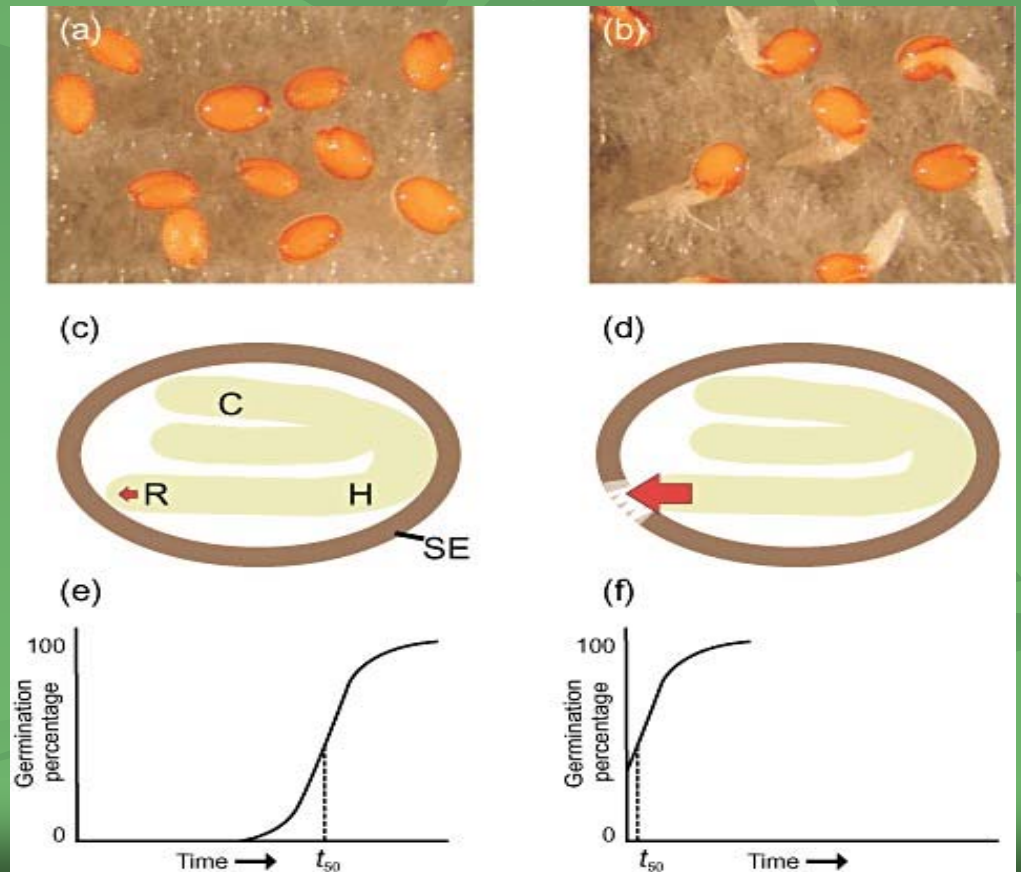 (a) (b)
(c) (d)
C
R H
SE
(e) (f)
100 100
Germination percentage Germination percentage
0 0
Time → t50 t50 Time →